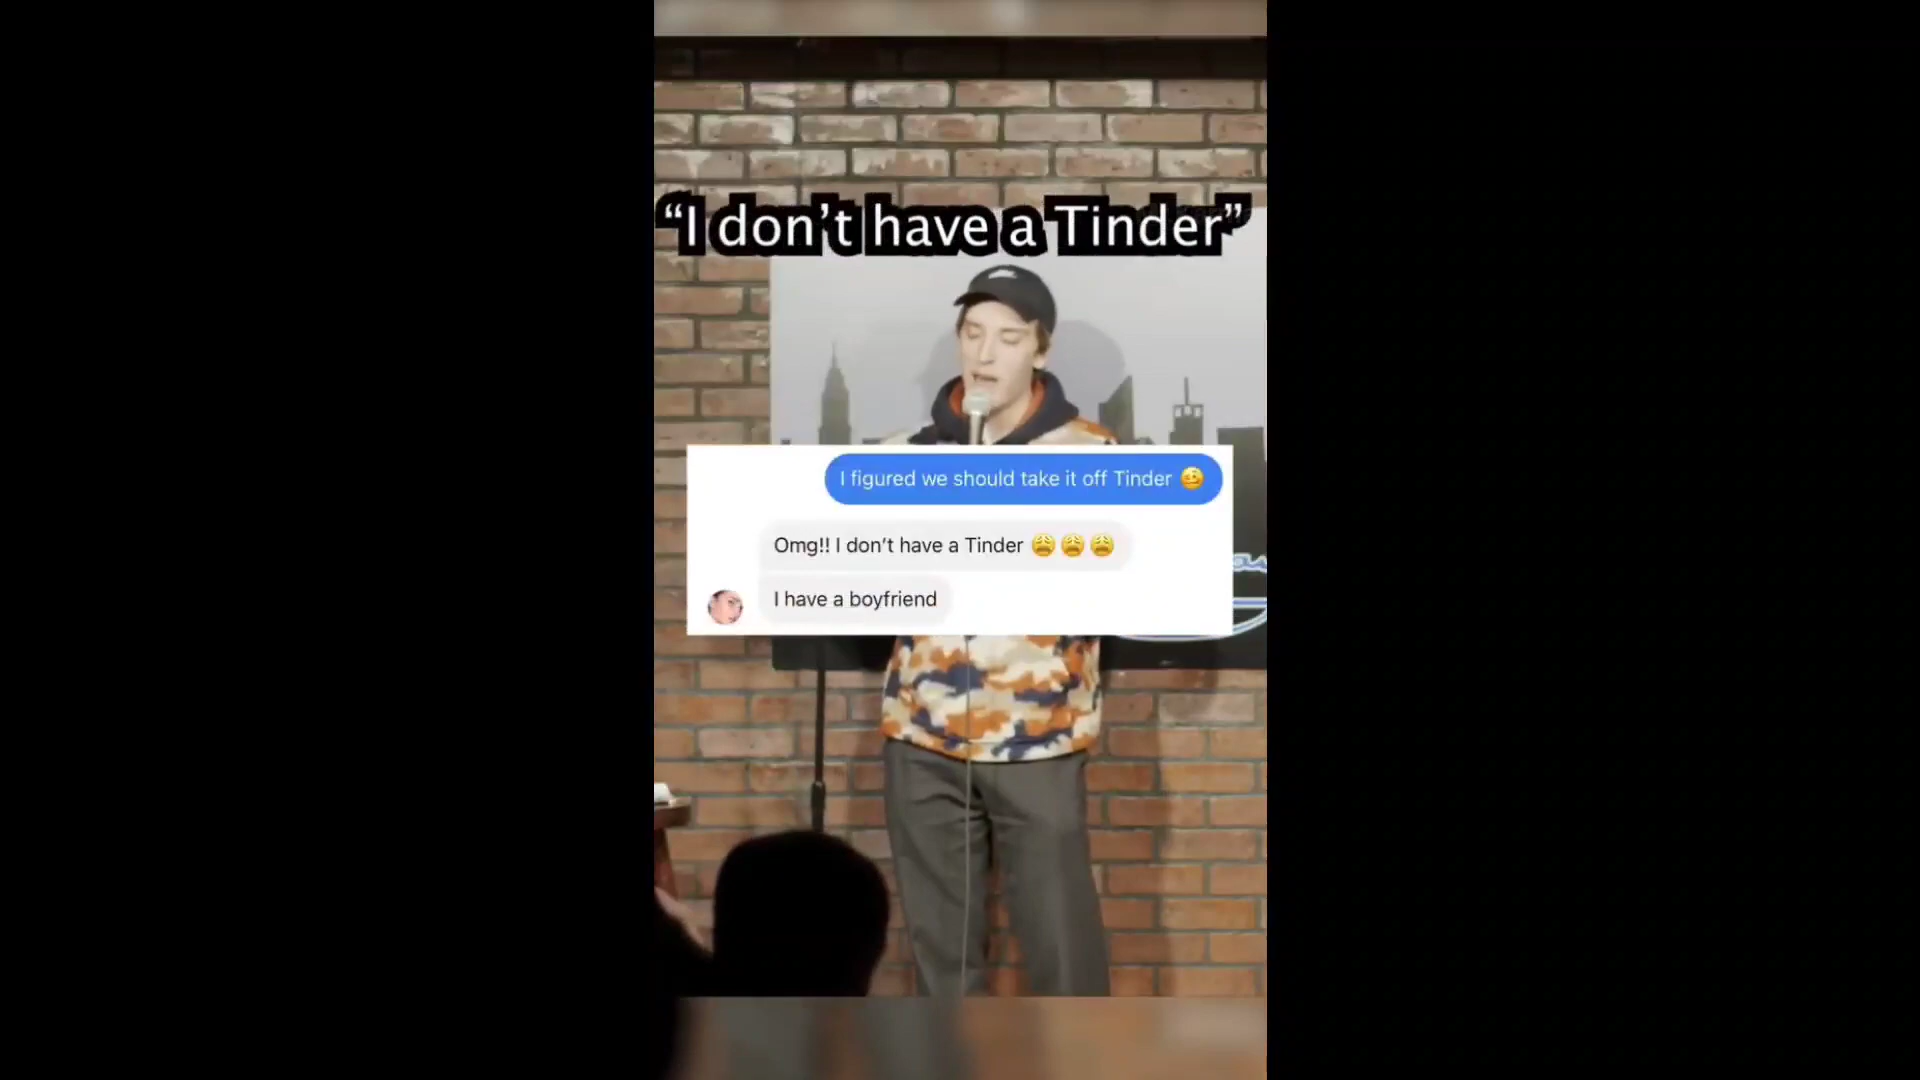 “I don’t have a Tinder”
I figured we should take it off Tinder 🥴
Omg!! I don’t have a Tinder 😩😩😩
I have a boyfriend